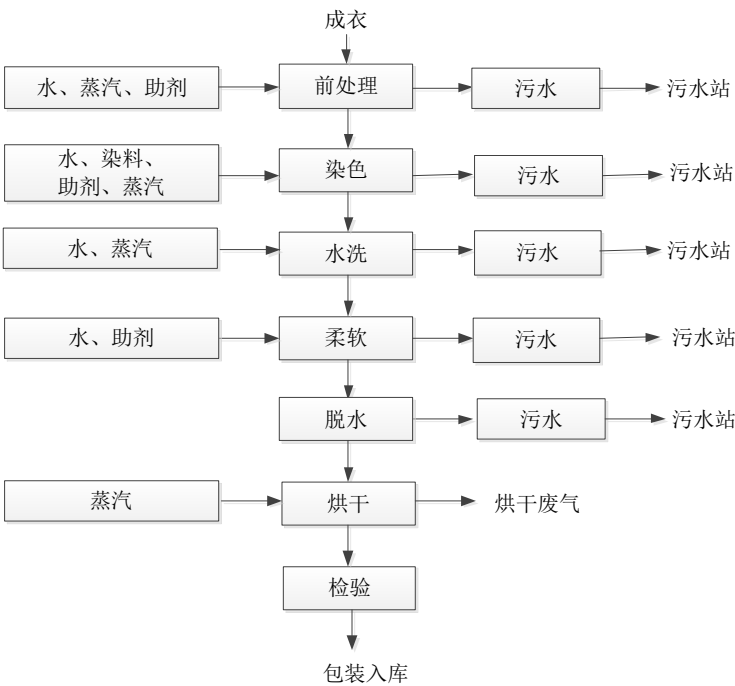 成衣
水、蒸汽、助剂
前处理
污水
污水站
水、染料、
助剂、蒸汽
染色
污水
污水站
水、蒸汽
水洗
污水
污水站
水、助剂
柔软
污水
污水站
脱水
污水
污水站
蒸汽
烘干
烘干废气
检验
包装入库